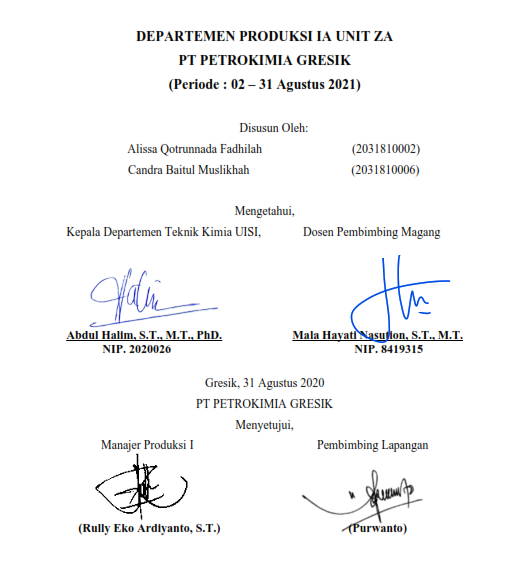 DEPARTEMEN PRODUKSI IA UNIT ZA
PT PETROKIMIA GRESIK
(Periode : 02 – 31 Agustus 2021)
Disusun Oleh:
Alissa Qotrunnada Fadhilah (2031810002)
Candra Baitul Muslikhah (2031810006)
Mengetahui,
Kepala Departemen Teknik Kimia UISI, Dosen Pembimbing Magang
Abdul Halim, S.T., M.T., PhD. Mala Hayati Nasution, S.T., M.T.
NIP. 2020026 NIP. 8419315
Gresik, 31 Agustus 2020
PT PETROKIMIA GRESIK
Menyetujui,
Manajer Produksi I Pembimbing Lapangan
(Rully Eko Ardiyanto, S.T.) (Purwanto)